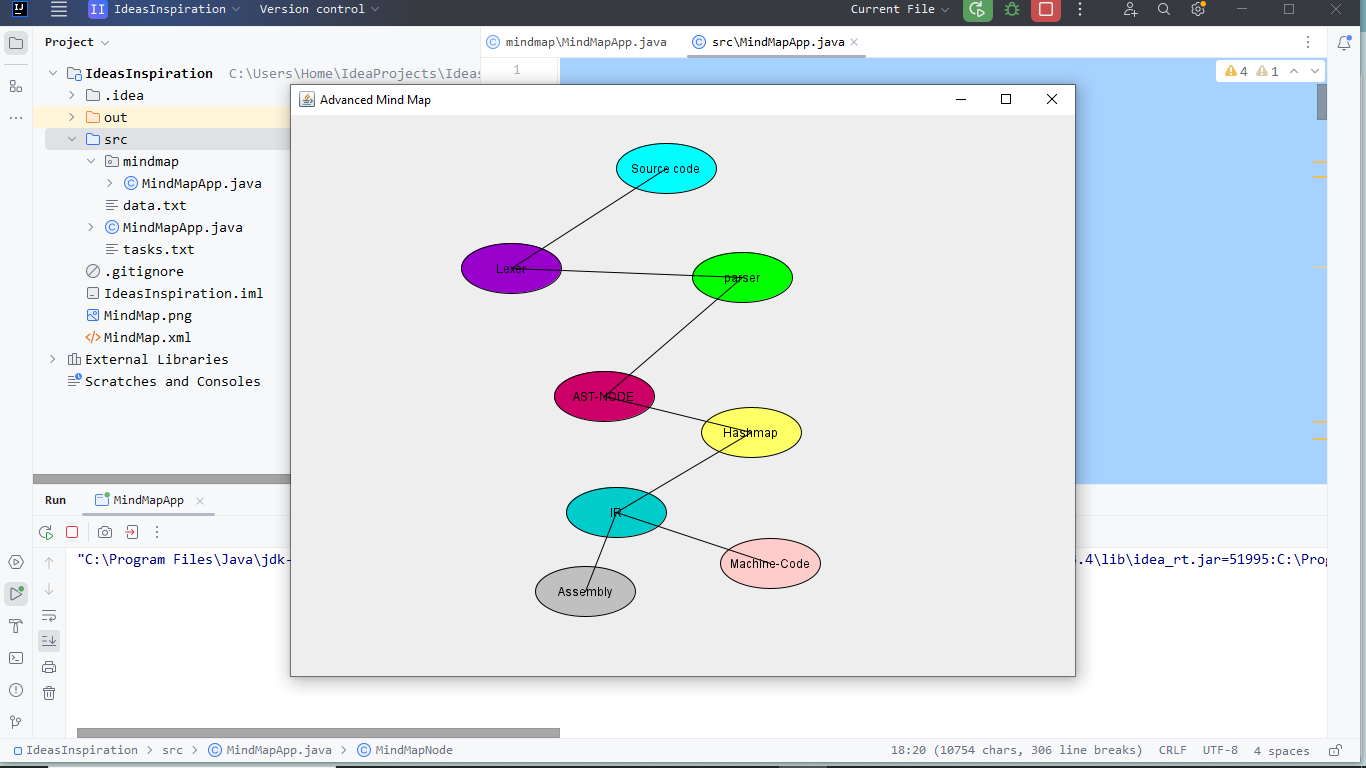 IJ
II IdeasInspiration Version control Current File
Project
mindmap\MindMapApp.java
src\MindMapApp.java
IdeasInspiration C:\Users\Home\IdeaProjects\Ideas
1
4 1
.idea
out
src
mindmap
MindMapApp.java
data.txt
MindMapApp.java
tasks.txt
.gitignore
IdeasInspiration.iml
MindMap.png
MindMap.xml
External Libraries
Scratches and Consoles
Advanced Mind Map
Source code
Lexer
parser
AST-NODE
Hashmap
IR
Machine-Code
Assembly
Run MindMapApp
"C:\Program Files\Java\jdk- 3.4\lib\idea_rt.jar=51995:C:\Prog
IdeasInspiration > src > MindMapApp.java > MindMapNode 18:20 (10754 chars, 306 line breaks) CRLF UTF-8 4 spaces